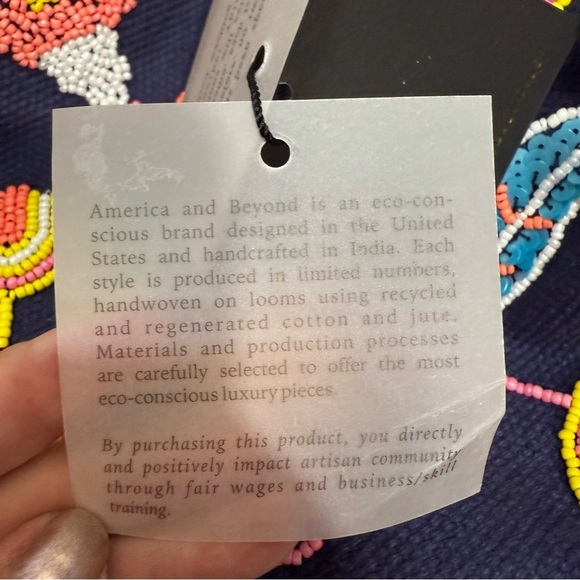 America and Beyond is an eco-con-
scious brand designed in the United
States and handcrafted in India. Each
style is produced in limited numbers,
handwoven on looms using recycled
and regenerated cotton and jute.
Materials and production processes
are carefully selected to offer the most
eco-conscious luxury pieces.
By purchasing this product, you directly
and positively impact artisan community
through fair wages and business/skill
training.